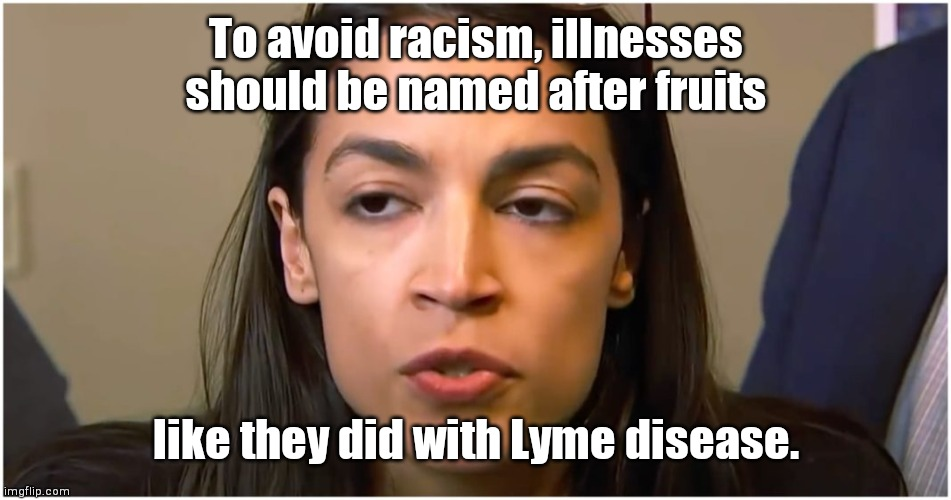 To avoid racism, illnesses
should be named after fruits
like they did with Lyme disease.
imgflip.com